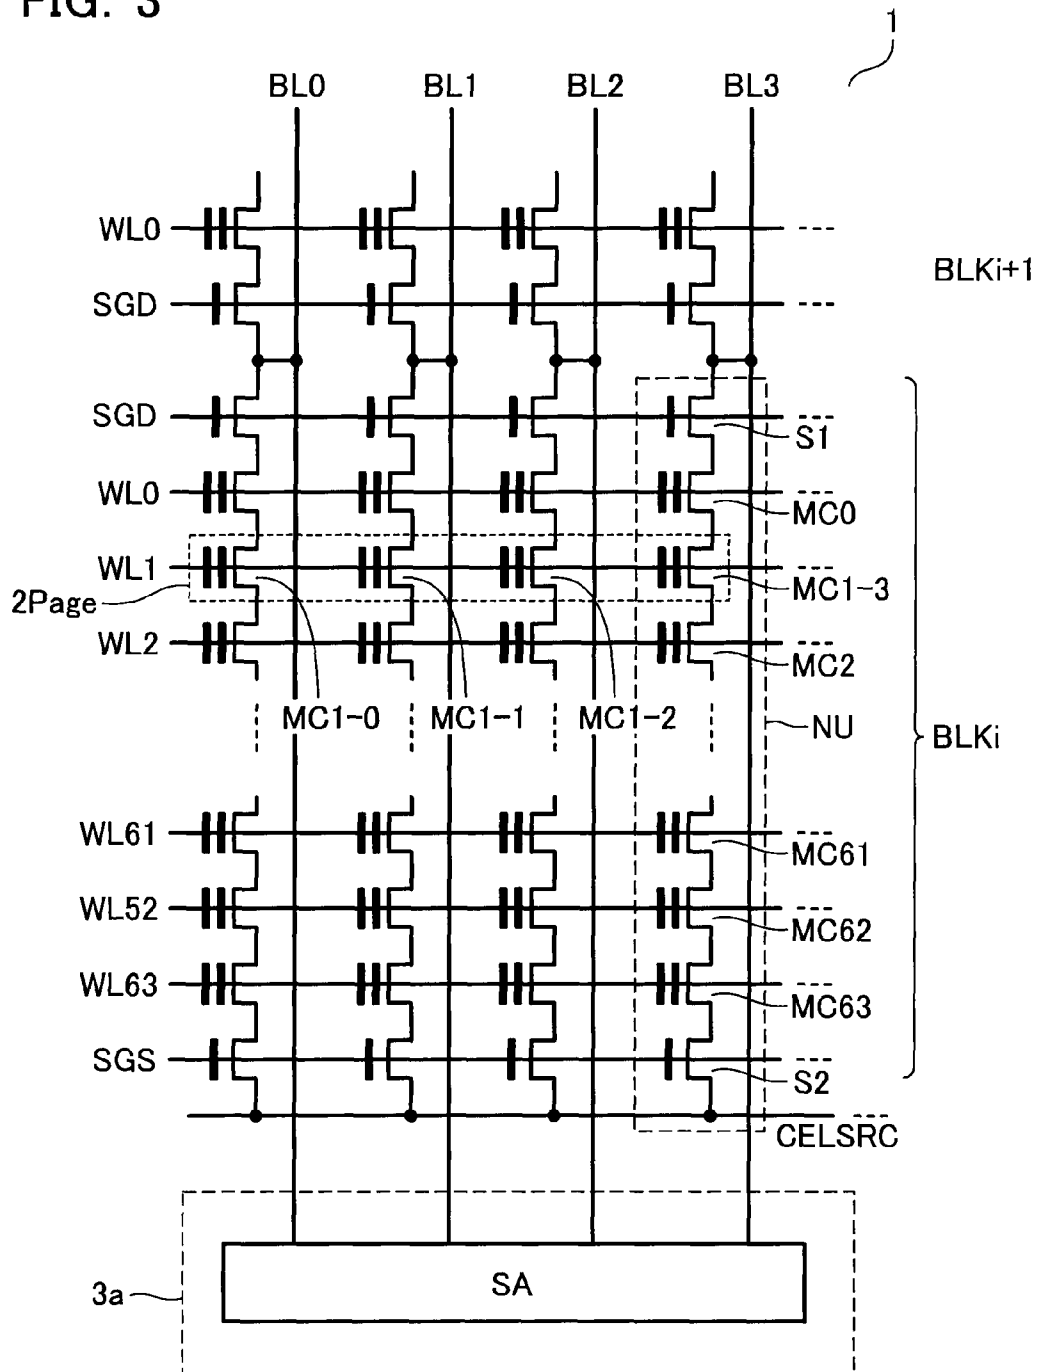 FIG. 3
1
BL0 BL1 BL2 BL3
WL0
BLKi+1
SGD
SGD
S1
WL0
MC0
WL1
MC1-3
2Page
WL2
MC2
MC1-0 MC1-1 MC1-2
NU
BLKi
WL61
MC61
WL52
MC62
WL63
MC63
SGS
S2
CELSRC
SA
3a